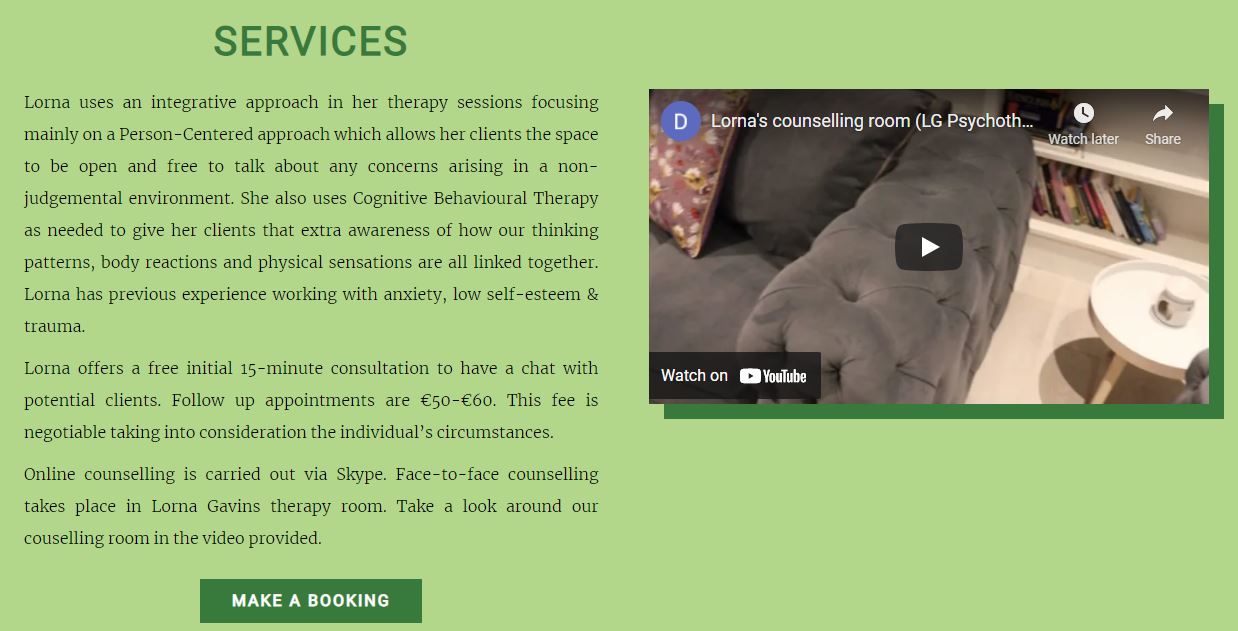 SERVICES
Lorna uses an integrative approach in her therapy sessions focusing
mainly on a Person-Centered approach which allows her clients the space
to be open and free to talk about any concerns arising in a non-
judgemental environment. She also uses Cognitive Behavioural Therapy
as needed to give her clients that extra awareness of how our thinking
patterns, body reactions and physical sensations are all linked together.
Lorna has previous experience working with anxiety, low self-esteem &
trauma.
Lorna offers a free initial 15-minute consultation to have a chat with
potential clients. Follow up appointments are €50-€60. This fee is
negotiable taking into consideration the individual's circumstances.
Online counselling is carried out via Skype. Face-to-face counselling
takes place in Lorna Gavins therapy room. Take a look around our
couselling room in the video provided.
MAKE A BOOKING
D
Lorna's counselling room (LG Psychoth...
Watch later
Share
Watch on YouTube